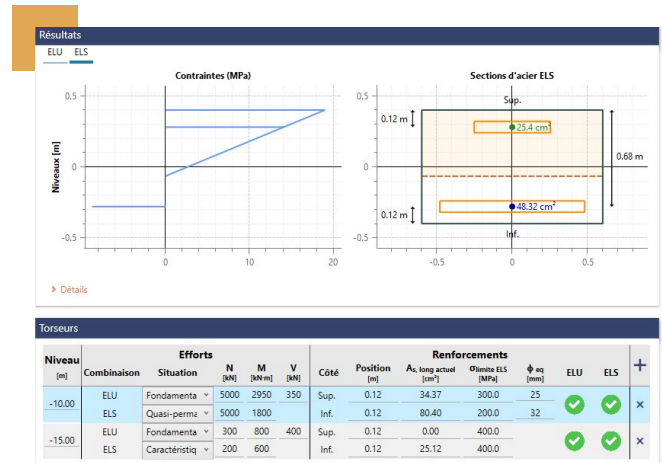 Résultats
ELU ELS
Contraintes (MPa)
Sections d'acier ELS
Niveaux [m]
0.5
0
-0.5
0 10 20
0.5
0
-0.5
-0.5 0 0.5
Sup.
0.12 m
25.4 cm²
0.68 m
48.32 cm²
0.12 m
Inf.
Détails
Torseurs
Niveau [m] Efforts Renforcements +
Combinaison Situation N [kN] M [kN·m] V [kN] Côté Position [m] As, long actuel [cm²] σlimite ELS [MPa] ϕ eq [mm] ELU ELS
-10.00 ELU Fondamenta 5000 2950 350 Sup. 0.12 34.37 300.0 25 ×
ELS Quasi-perma 5000 1800 Inf. 0.12 80.40 200.0 32
-15.00 ELU Fondamenta 300 800 400 Sup. 0.12 0.00 400.0 ×
ELS Caractéristiq 200 600 Inf. 0.12 25.12 400.0